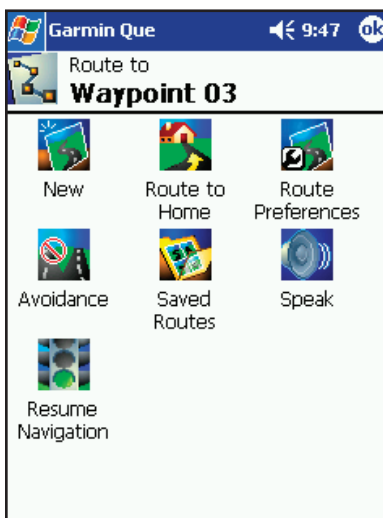 Garmin Que 9:47 ok
Route to
Waypoint 03
New
Route to
Home
Route
Preferences
Avoidance
Saved
Routes
Speak
Resume
Navigation